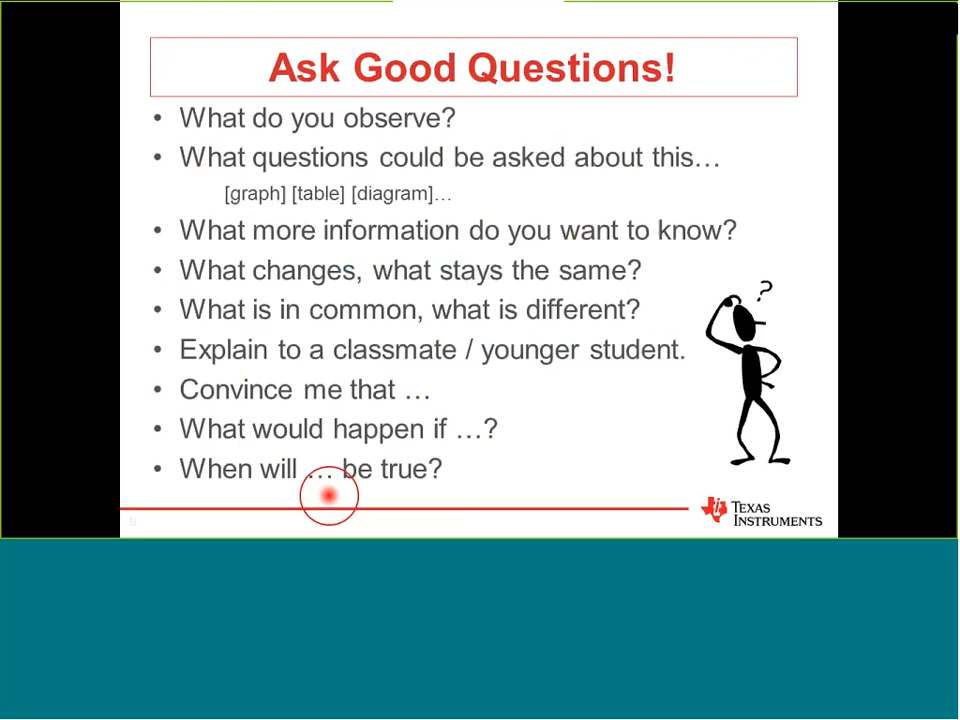 Ask Good Questions!
• What do you observe?
• What questions could be asked about this…
[graph] [table] [diagram]…
• What more information do you want to know?
• What changes, what stays the same?
• What is in common, what is different?
?
• Explain to a classmate / younger student.
• Convince me that …
• What would happen if …?
• When will … be true?
9
TEXAS
INSTRUMENTS